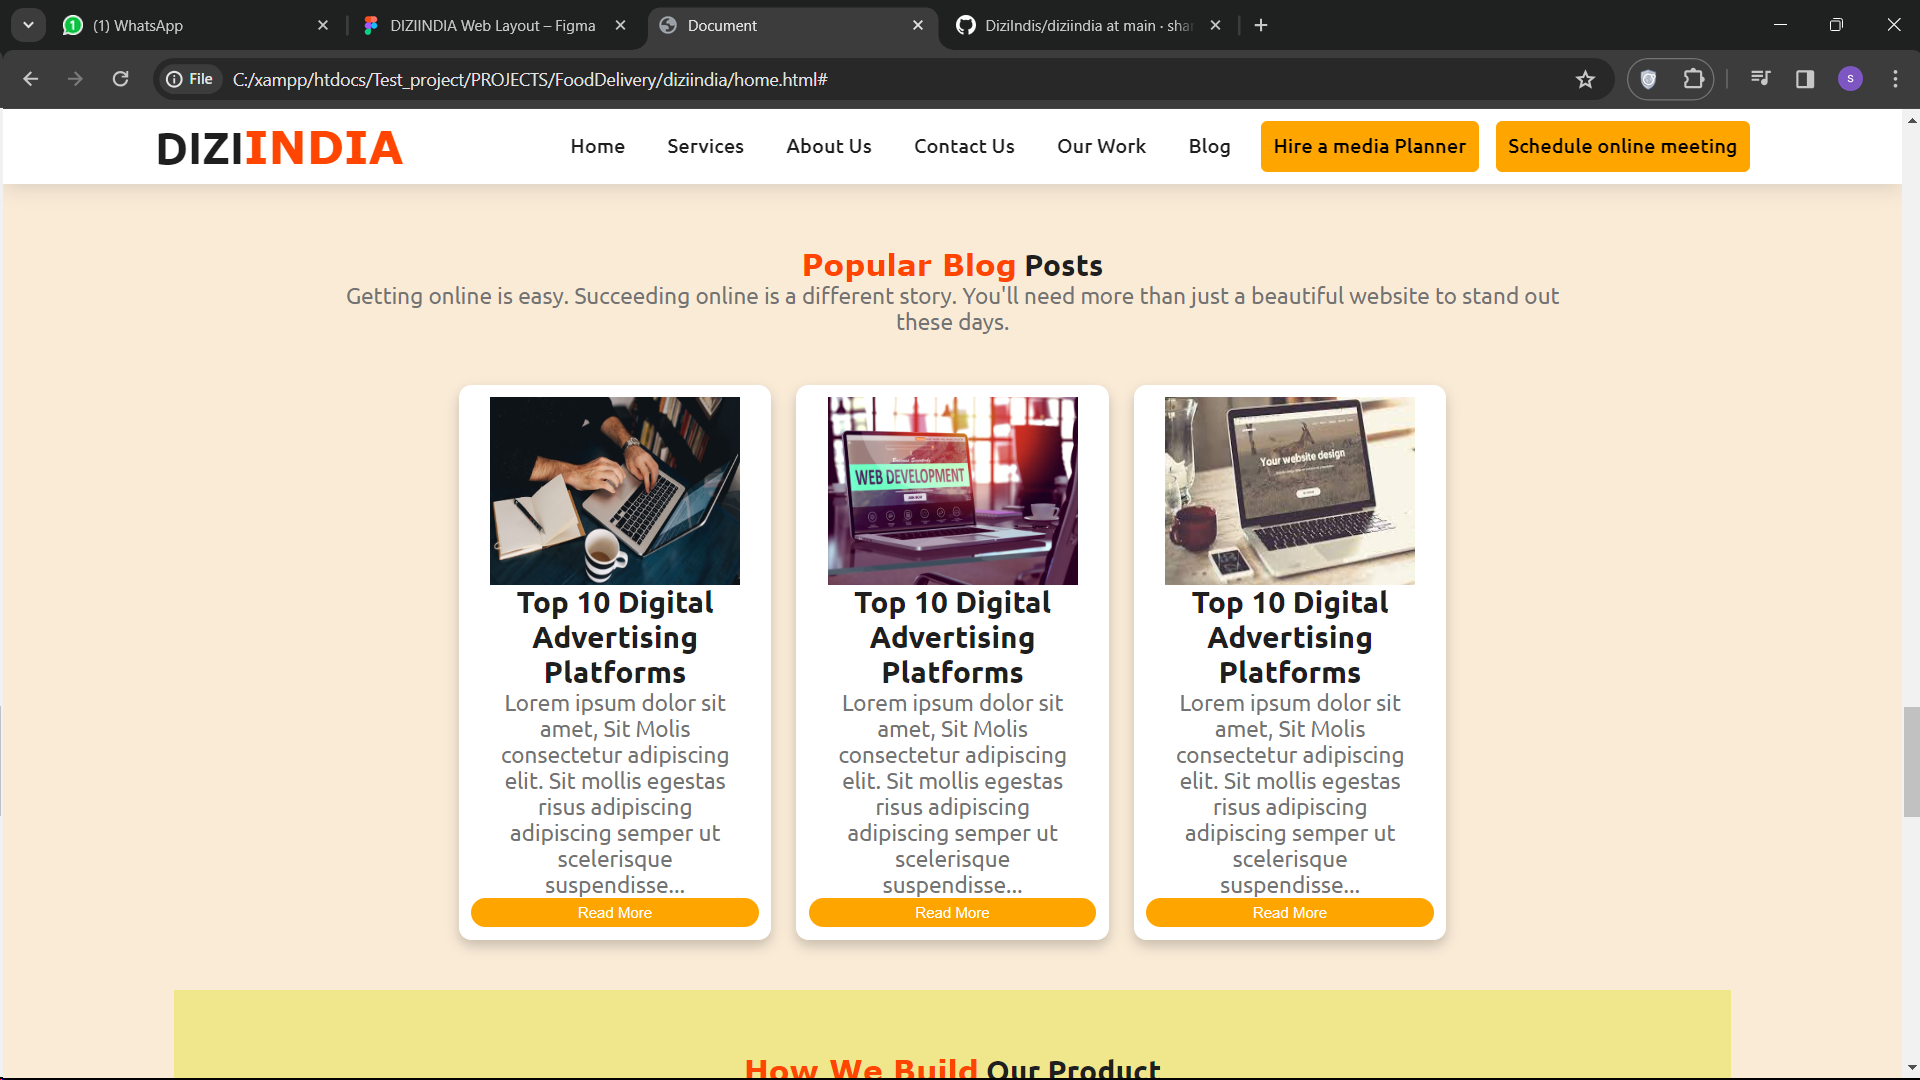 (1) WhatsApp
DIZIINDIA Web Layout – Figma
Document
DiziIndis/diziindia at main · sha
File
C:/xampp/htdocs/Test_project/PROJECTS/FoodDelivery/diziindia/home.html#
S
DIZIINDIA
Home
Services
About Us
Contact Us
Our Work
Blog
Hire a media Planner
Schedule online meeting
Popular Blog Posts
Getting online is easy. Succeeding online is a different story. You'll need more than just a beautiful website to stand out
these days.
WEB DEVELOPMENT
Your website design
Top 10 Digital
Advertising
Platforms
Lorem ipsum dolor sit
amet, Sit Molis
consectetur adipiscing
elit. Sit mollis egestas
risus adipiscing
adipiscing semper ut
scelerisque
suspendisse...
Read More
Top 10 Digital
Advertising
Platforms
Lorem ipsum dolor sit
amet, Sit Molis
consectetur adipiscing
elit. Sit mollis egestas
risus adipiscing
adipiscing semper ut
scelerisque
suspendisse...
Read More
Top 10 Digital
Advertising
Platforms
Lorem ipsum dolor sit
amet, Sit Molis
consectetur adipiscing
elit. Sit mollis egestas
risus adipiscing
adipiscing semper ut
scelerisque
suspendisse...
Read More
How We Build Our Product